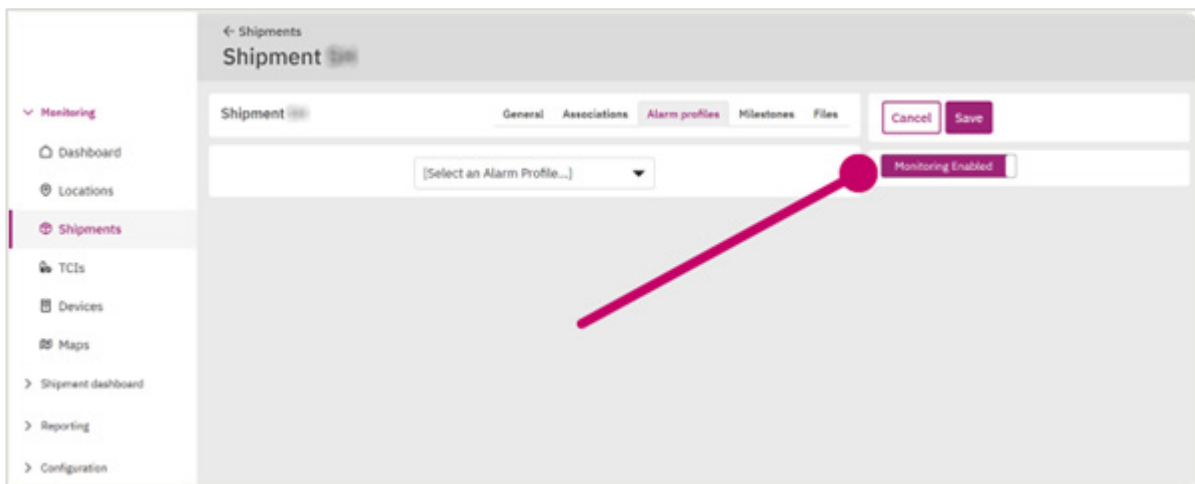 ← Shipments
Shipment
Monitoring
Dashboard
Locations
Shipments
TCIs
Devices
Maps
Shipment dashboard
Reporting
Configuration
Shipment
General Associations Alarm profiles Milestones Files
Cancel Save
[Select an Alarm Profile...]
Monitoring Enabled